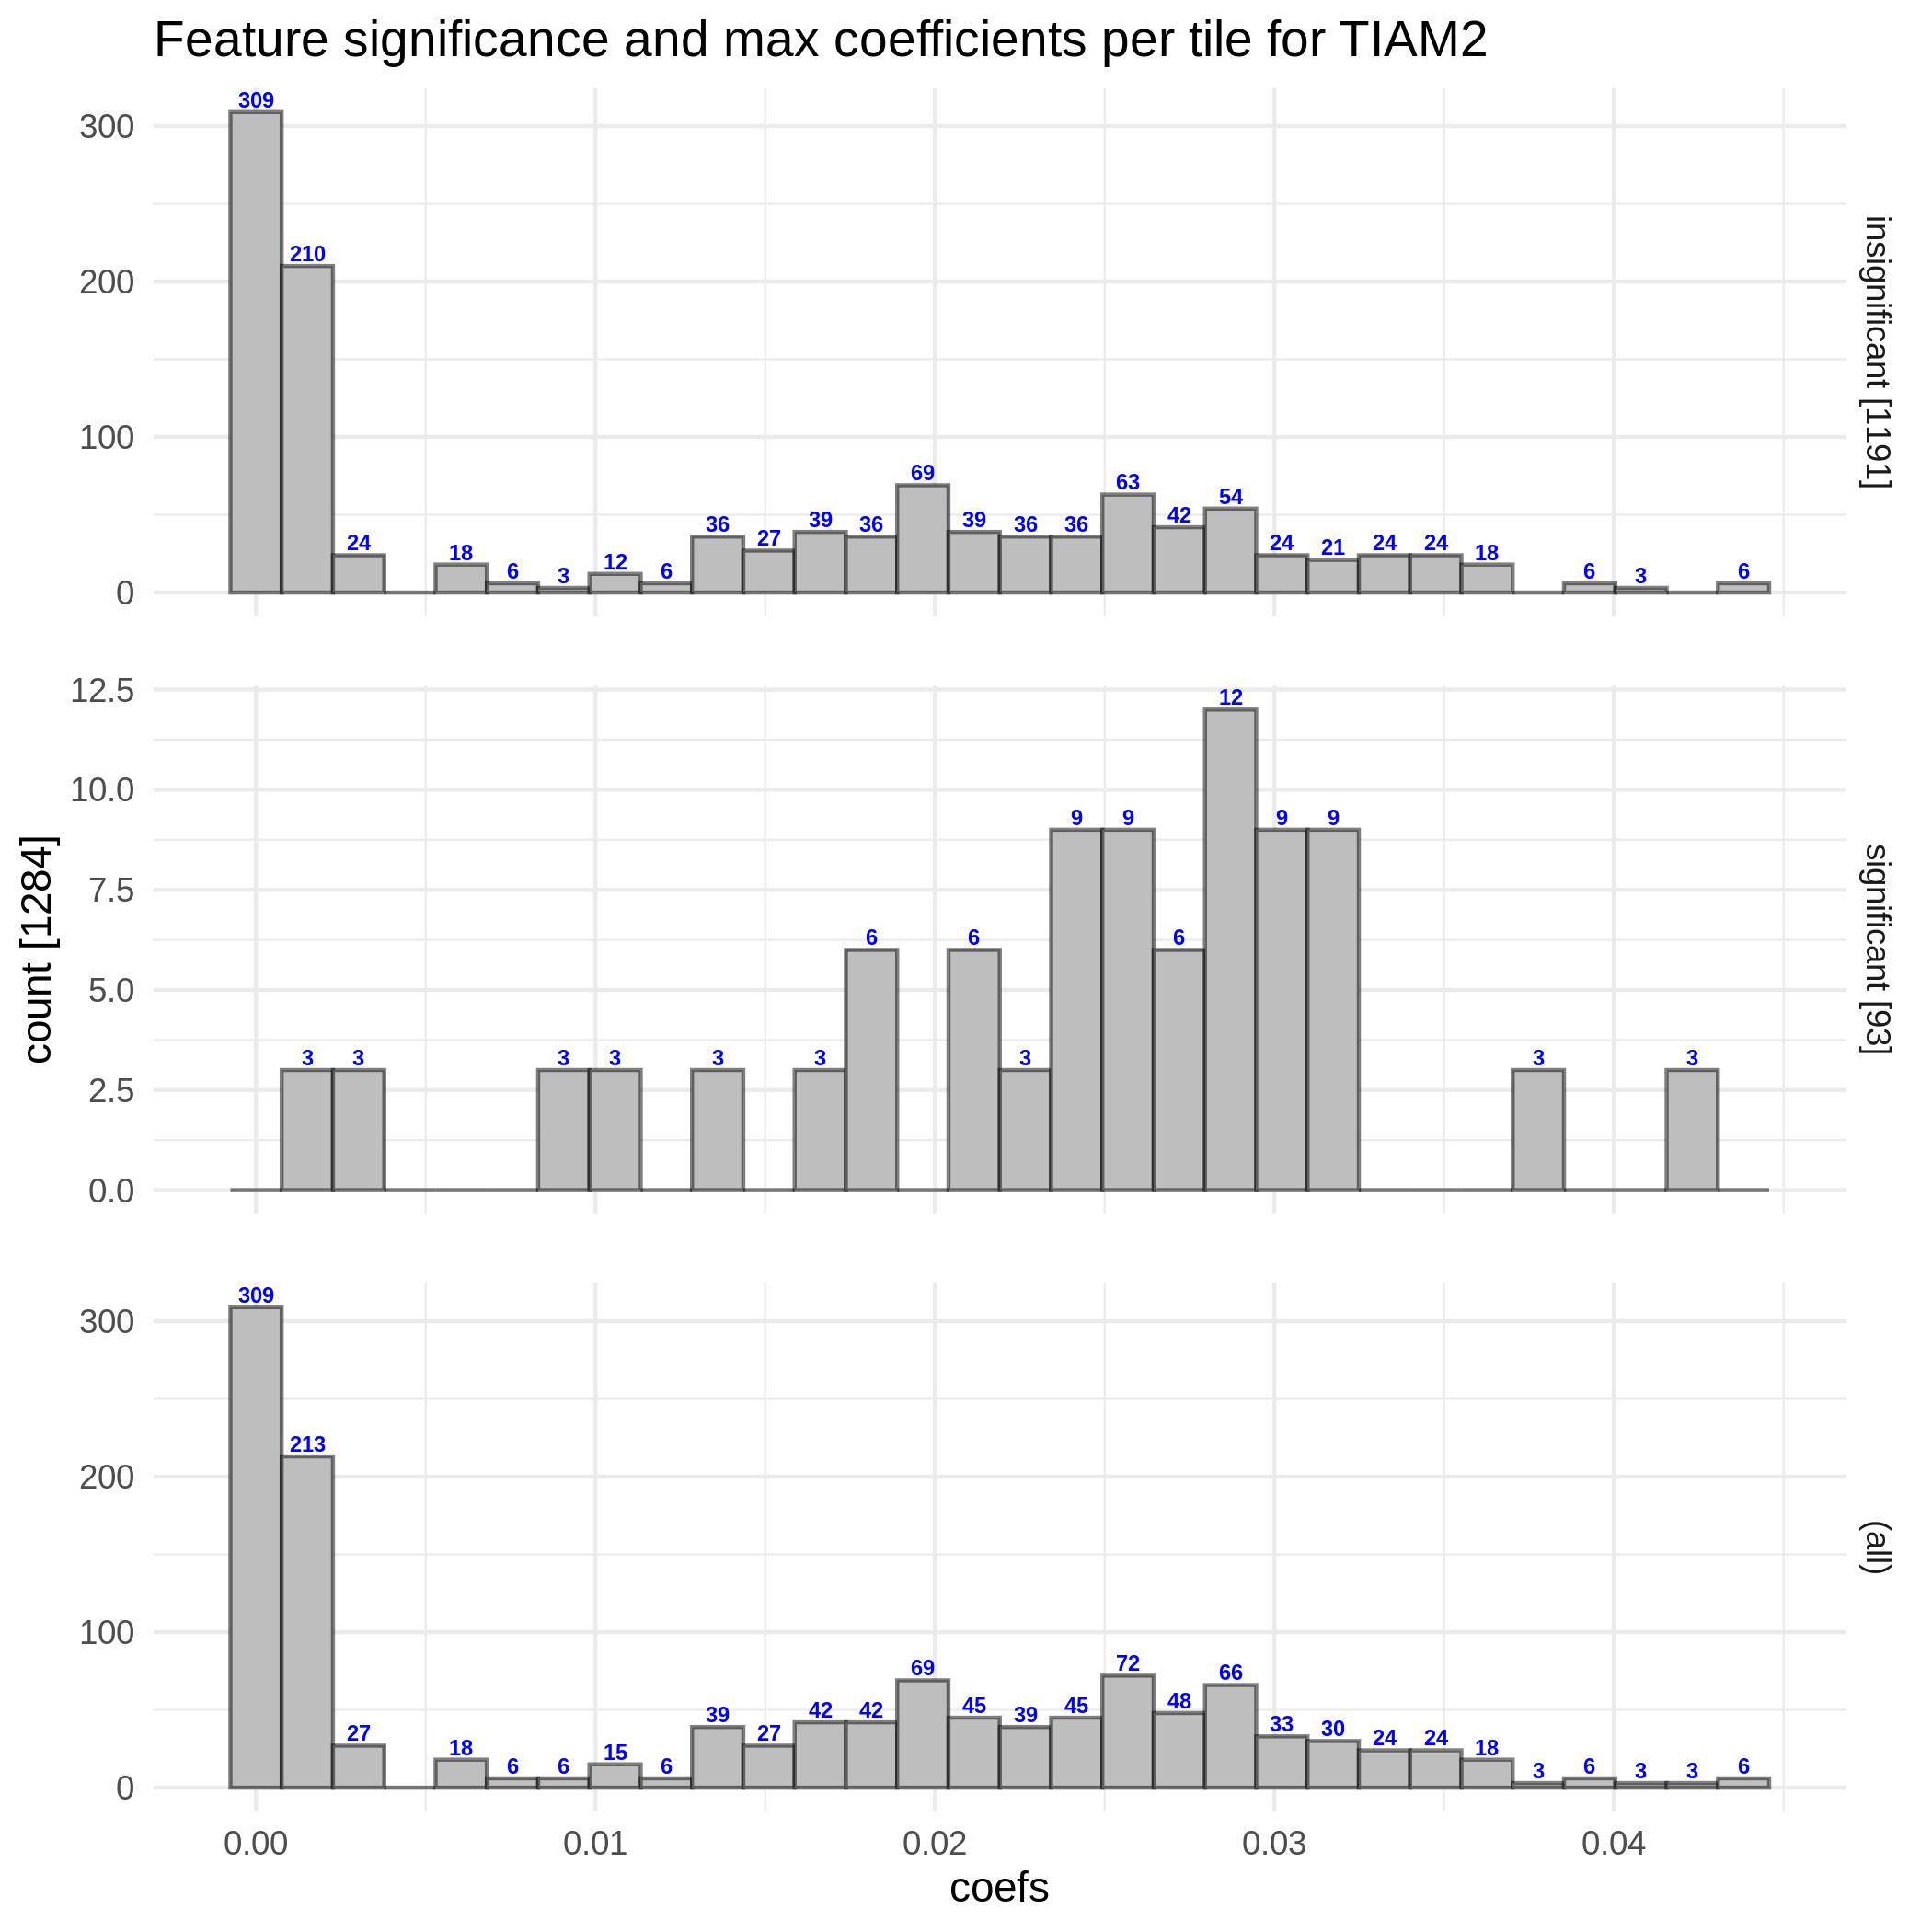 Feature significance and max coefficients per tile for TIAM2
309
300
210
200
100
69
63
54
36 27 39 36 39 36 36 42
24 18 6 3 12 6 24 21 24 24 18 6 3 6
0
insignificant [1191]
12.5
12
10.0
9 9 9 9
7.5
6 6 6
5.0
3 3 3 3 3 3 3 3 3
2.5
0.0
significant [93]
count [1284]
309
300
213
200
100
69 72 66
39 27 42 42 45 39 45 48 33 30
27 18 6 6 15 6 24 24 18 3 6 3 3 6
0
(all)
0.00 0.01 0.02 0.03 0.04
coefs